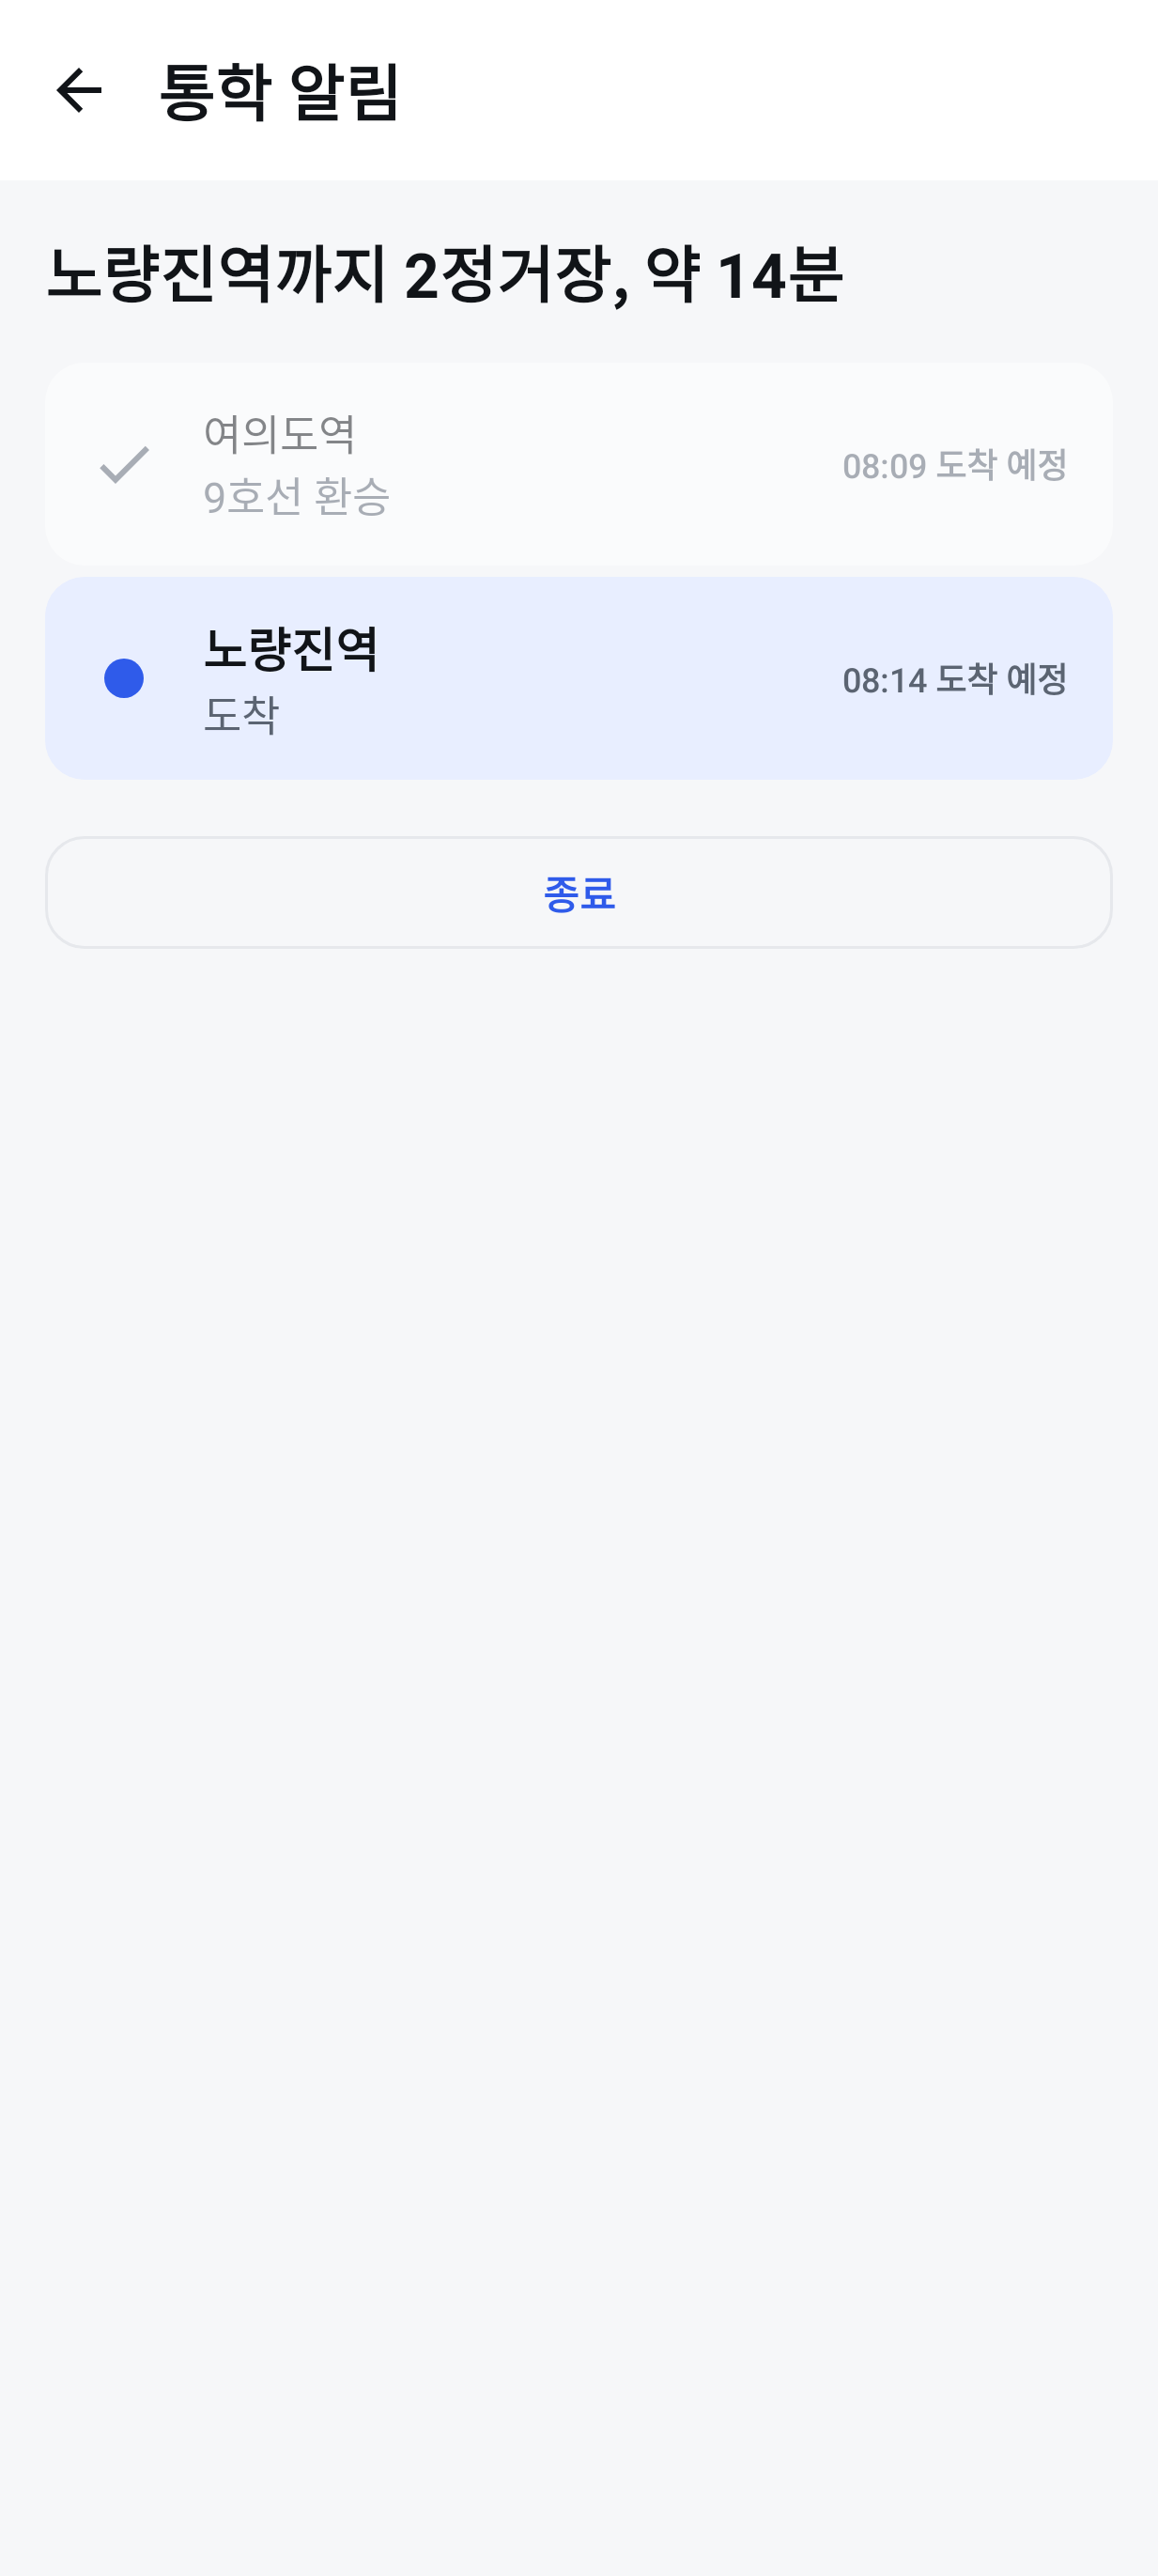 통학 알림
노량진역까지 2정거장, 약 14분
여의도역
9호선 환승
08:09 도착 예정
노량진역
도착
08:14 도착 예정
종료